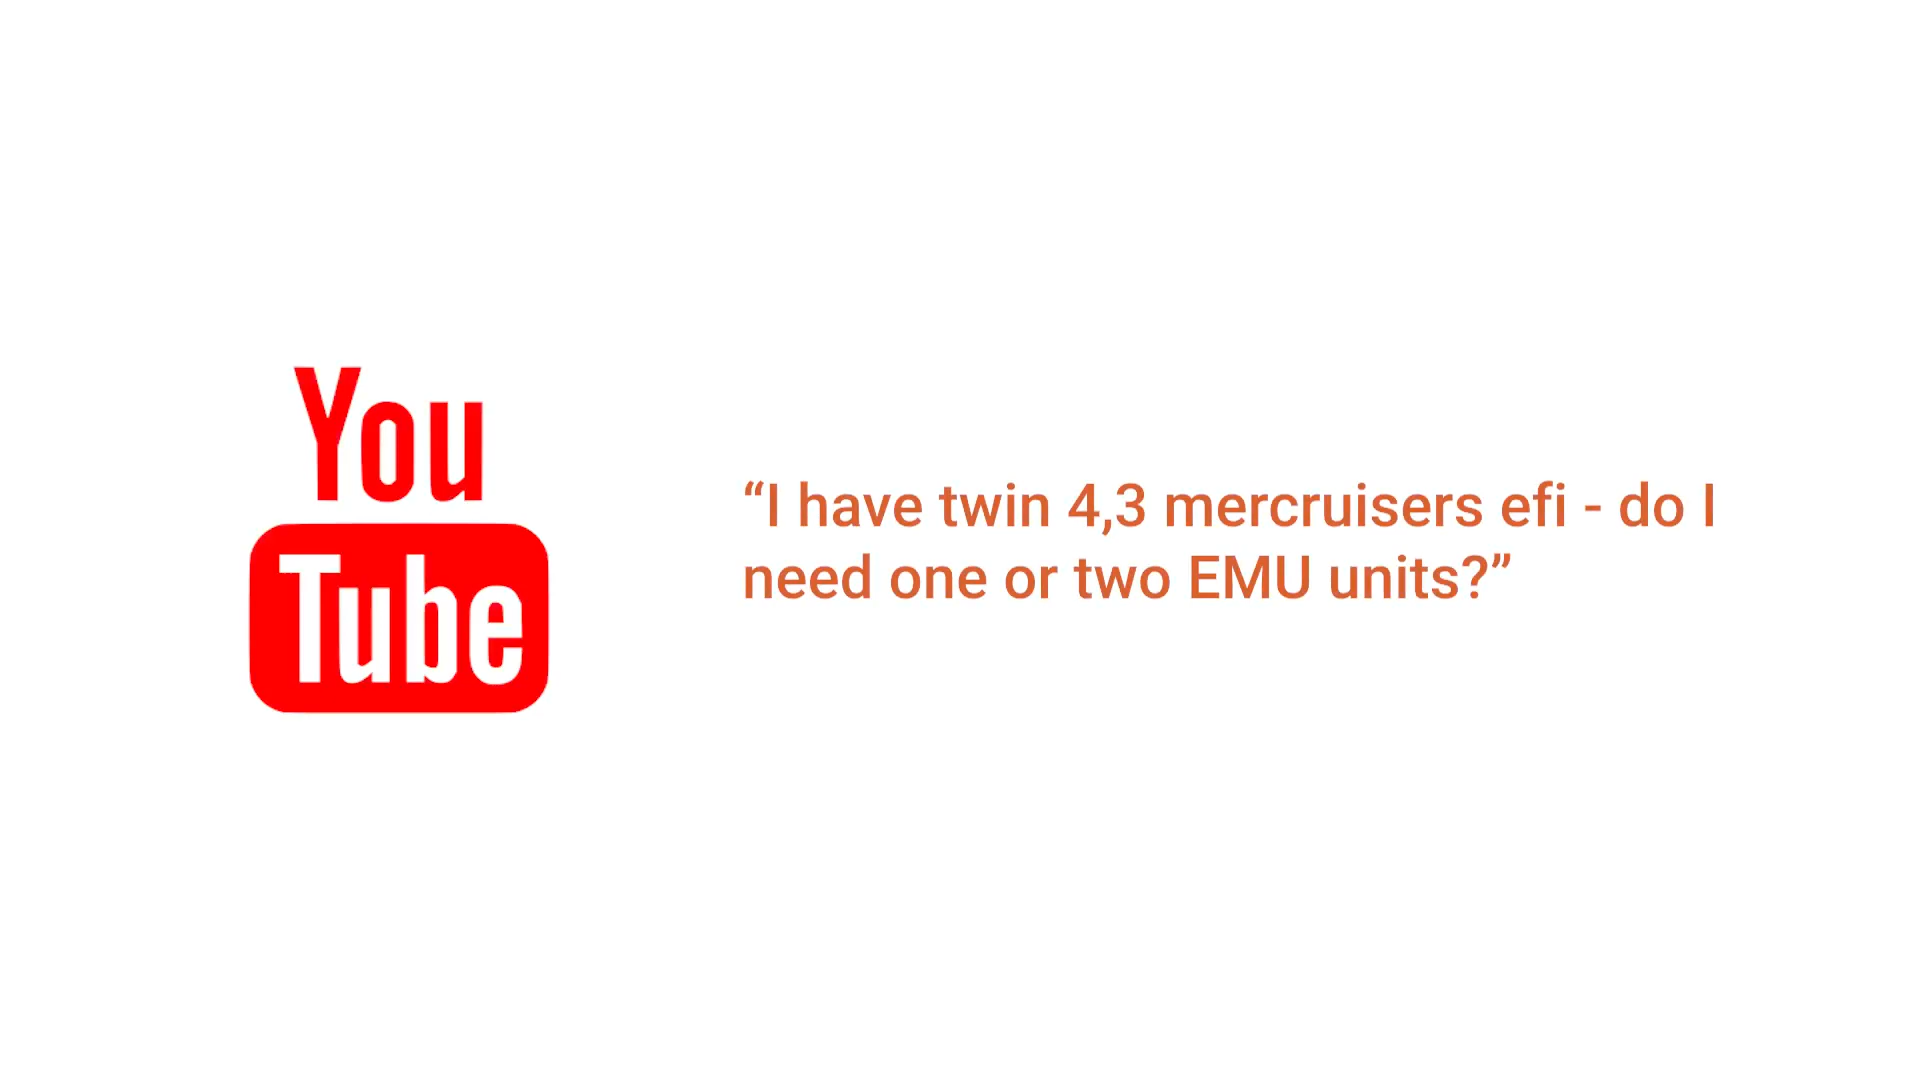 You
Tube
“I have twin 4,3 mercruisers efi - do I
need one or two EMU units?”